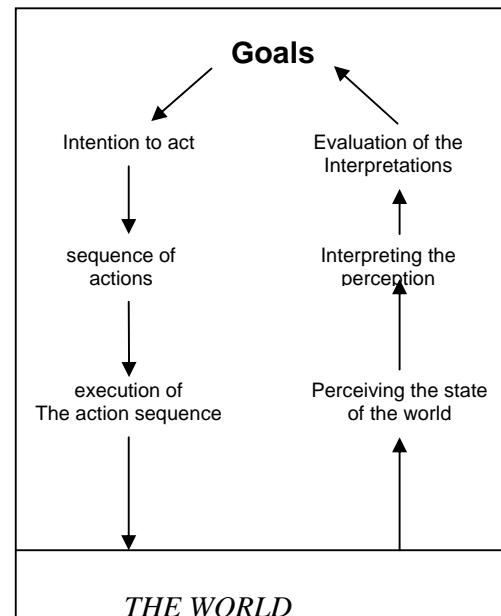 Goals
Intention to act
sequence of
actions
execution of
The action sequence
Evaluation of the
Interpretations
Interpreting the
perception
Perceiving the state
of the world
THE WORLD